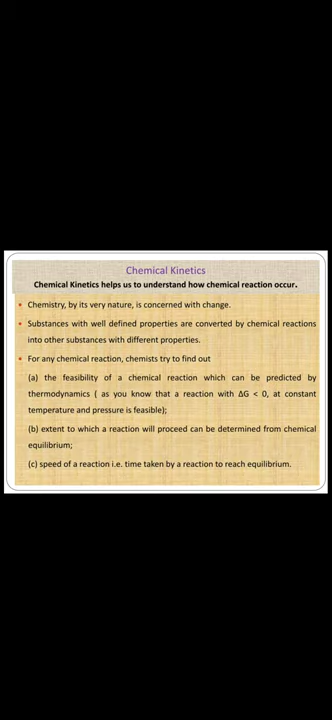 Chemical Kinetics
Chemical Kinetics helps us to understand how chemical reaction occur.
• Chemistry, by its very nature, is concerned with change.
• Substances with well defined properties are converted by chemical reactions
into other substances with different properties.
• For any chemical reaction, chemists try to find out
(a) the feasibility of a chemical reaction which can be predicted by
thermodynamics ( as you know that a reaction with ΔG < 0, at constant
temperature and pressure is feasible);
(b) extent to which a reaction will proceed can be determined from chemical
equilibrium;
(c) speed of a reaction i.e. time taken by a reaction to reach equilibrium.